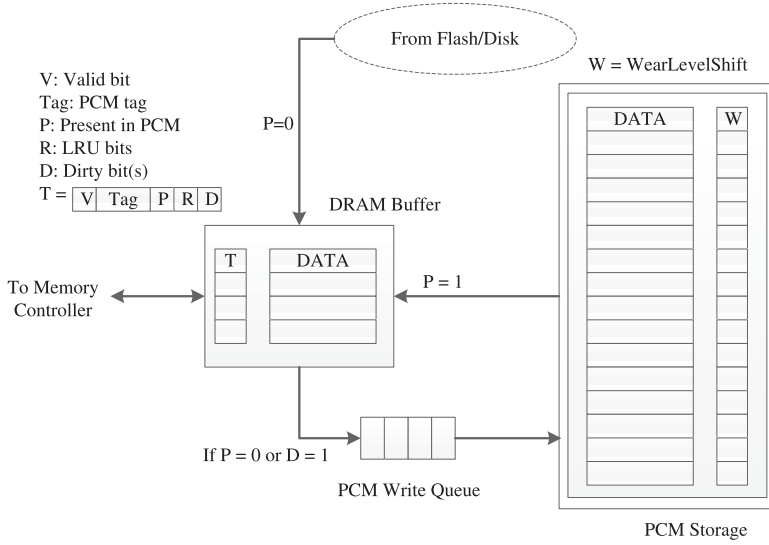 From Flash/Disk
W = WearLevelShift
V: Valid bit
Tag: PCM tag
P: Present in PCM
R: LRU bits
D: Dirty bit(s)
T = V Tag P R D
P=0
DATA W
DRAM Buffer
T DATA
To Memory
Controller
P = 1
If P = 0 or D = 1
PCM Write Queue
PCM Storage